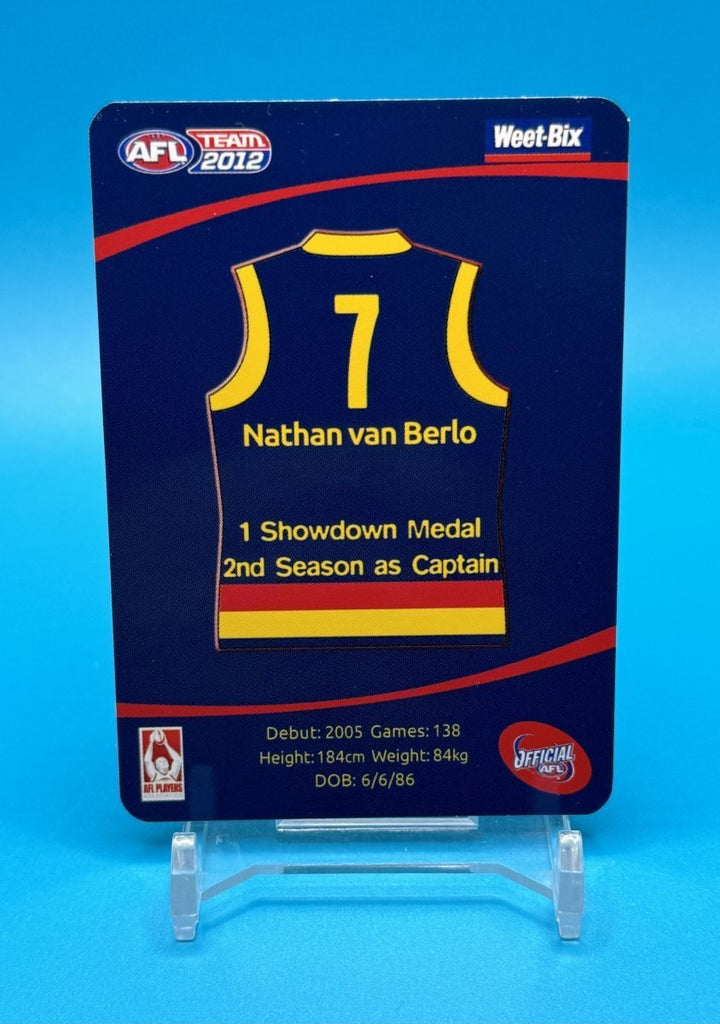 AFL TEAM 2012
Weet-Bix
7
Nathan van Berlo
1 Showdown Medal
2nd Season as Captain
Debut: 2005 Games: 138
Height: 184cm Weight: 84kg
DOB: 6/6/86
AFL PLAYERS
ASSOCIATION
OFFICIAL
AFL